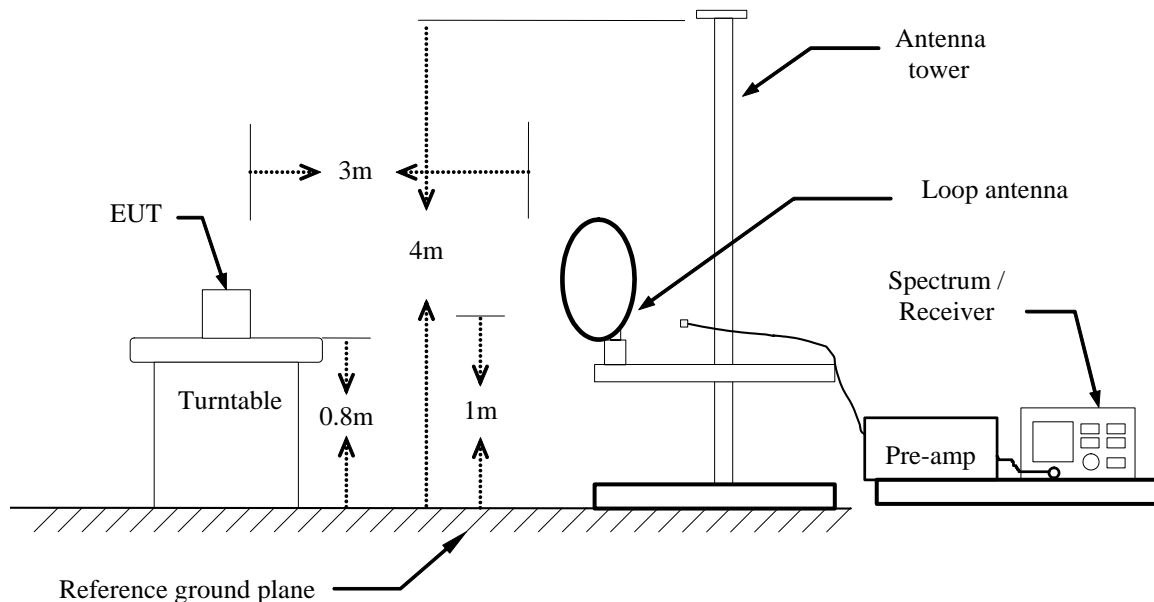 Antenna
tower
3m
Loop antenna
EUT
4m
Spectrum /
Receiver
Turntable
0.8m
1m
Pre-amp
Reference ground plane